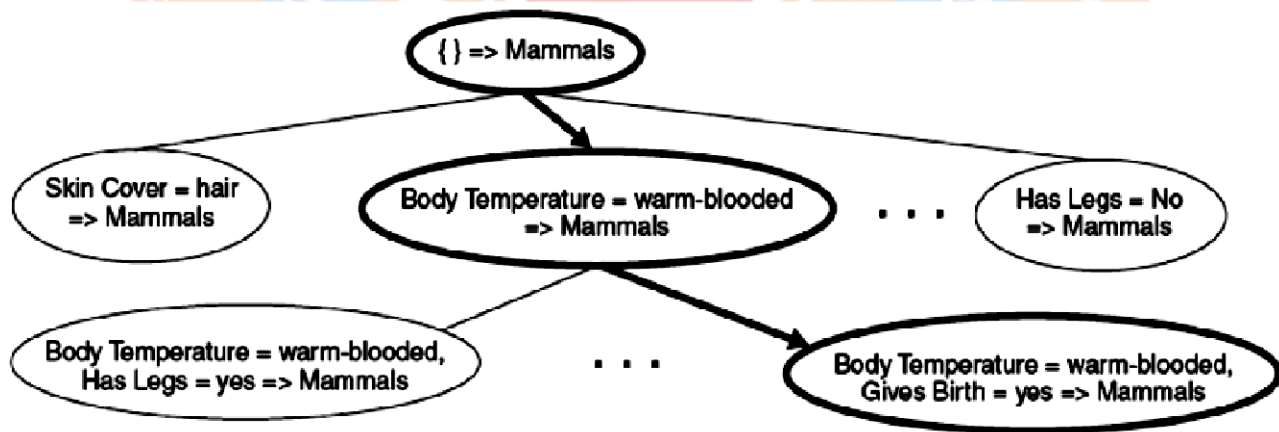 { } => Mammals
Skin Cover = hair
=> Mammals
Body Temperature = warm-blooded
=> Mammals
. . .
Has Legs = No
=> Mammals
Body Temperature = warm-blooded,
Has Legs = yes => Mammals
. . .
Body Temperature = warm-blooded,
Gives Birth = yes => Mammals